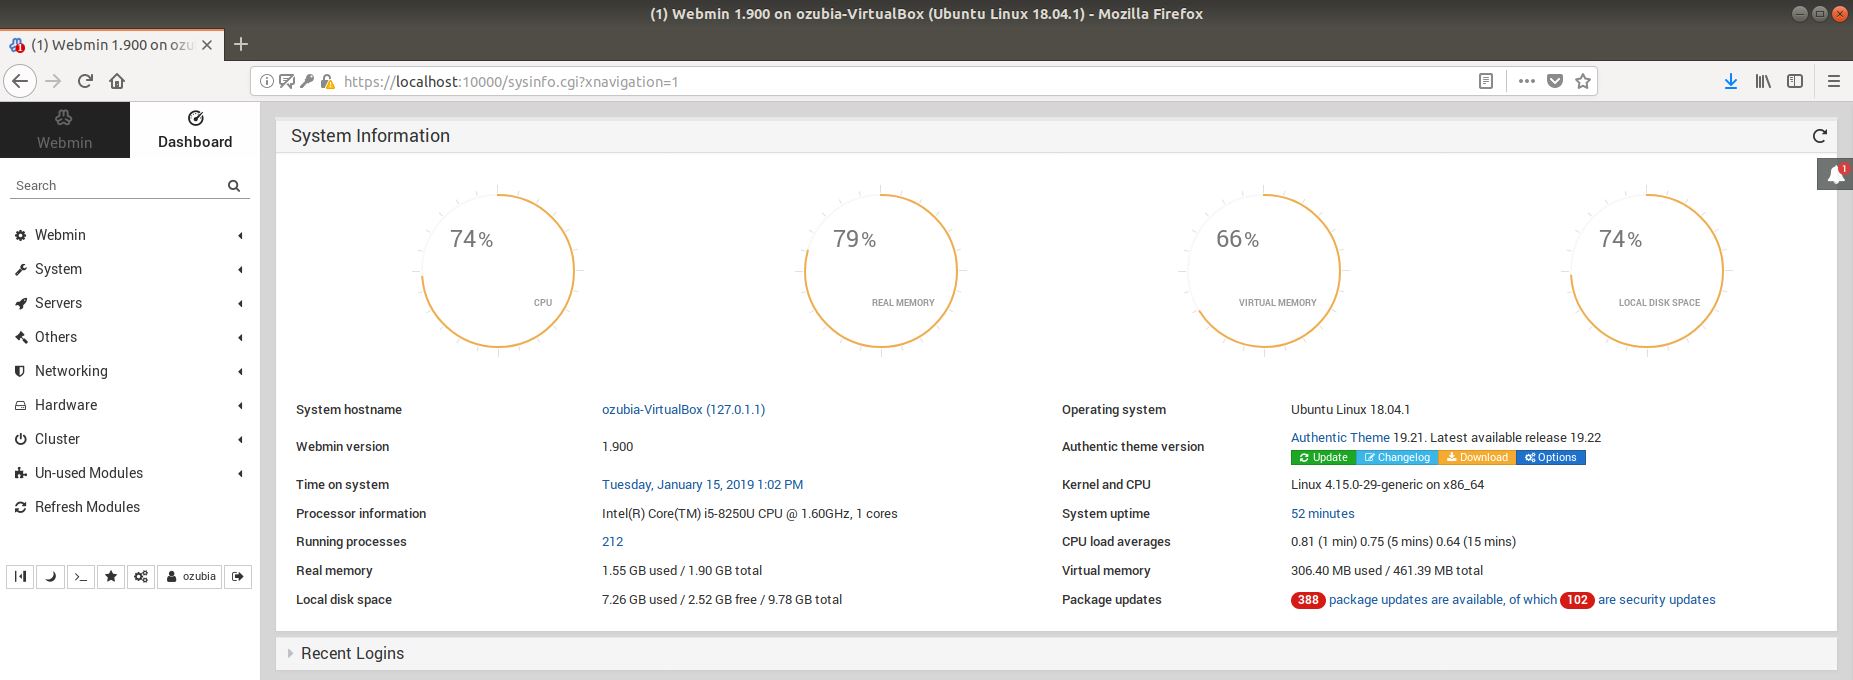 (1) Webmin 1.900 on ozubia-VirtualBox (Ubuntu Linux 18.04.1) - Mozilla Firefox
(1) Webmin 1.900 on ozu
https://localhost:10000/sysinfo.cgi?xnavigation=1
Webmin
Dashboard
Search
Webmin
System
Servers
Others
Networking
Hardware
Cluster
Un-used Modules
Refresh Modules
ozubia
System Information
1
74%
CPU
79%
REAL MEMORY
66%
VIRTUAL MEMORY
74%
LOCAL DISK SPACE
System hostname ozubia-VirtualBox (127.0.1.1) Operating system Ubuntu Linux 18.04.1
Webmin version 1.900 Authentic theme version Authentic Theme 19.21. Latest available release 19.22
Update Changelog Download Options
Time on system Tuesday, January 15, 2019 1:02 PM Kernel and CPU Linux 4.15.0-29-generic on x86_64
Processor information Intel(R) Core(TM) i5-8250U CPU @ 1.60GHz, 1 cores System uptime 52 minutes
Running processes 212 CPU load averages 0.81 (1 min) 0.75 (5 mins) 0.64 (15 mins)
Real memory 1.55 GB used / 1.90 GB total Virtual memory 306.40 MB used / 461.39 MB total
Local disk space 7.26 GB used / 2.52 GB free / 9.78 GB total Package updates 388 package updates are available, of which 102 are security updates
Recent Logins